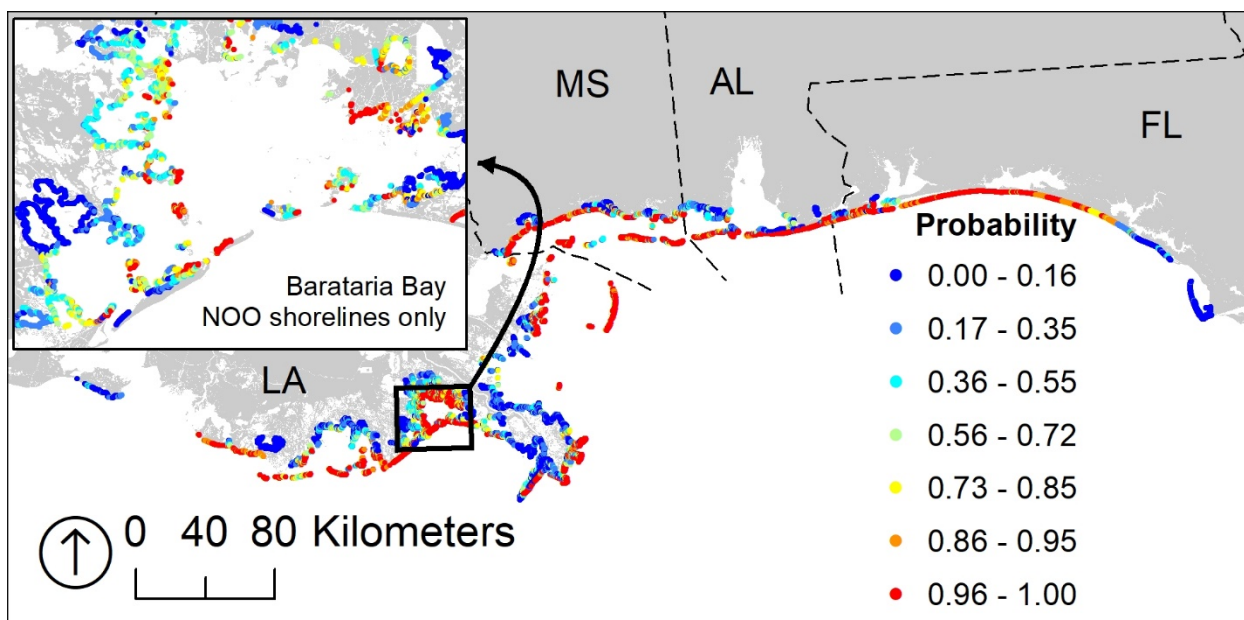 MS
AL
FL
Barataria Bay
NOO shorelines only
LA
Probability
0.00 - 0.16
0.17 - 0.35
0.36 - 0.55
0.56 - 0.72
0.73 - 0.85
0.86 - 0.95
0.96 - 1.00
0 40 80 Kilometers